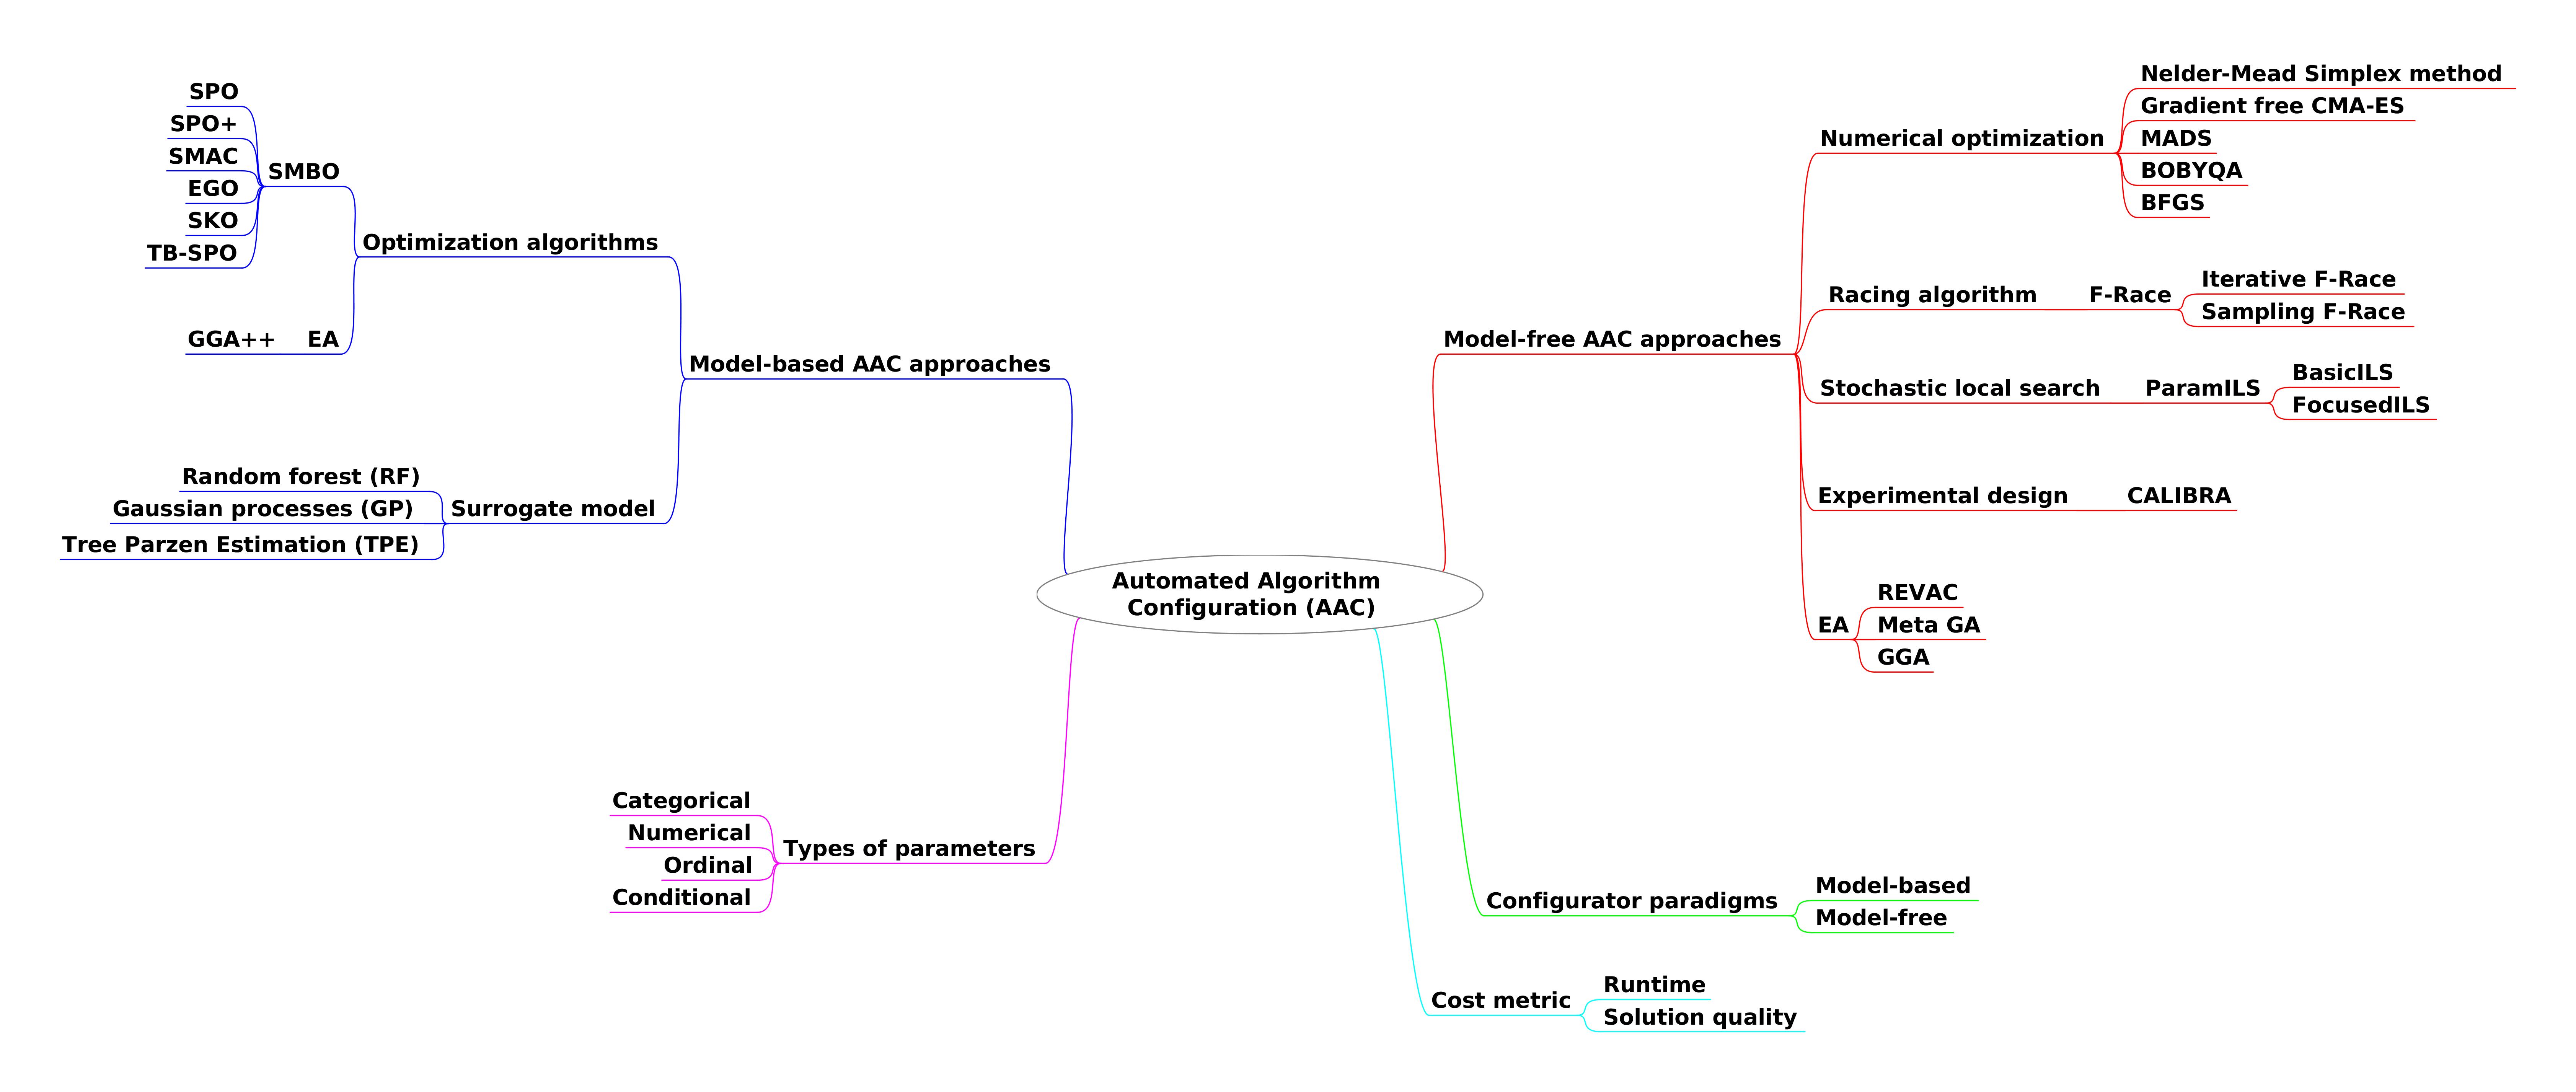 SPO
SPO+
SMAC
EGO
SKO
TB-SPO
SMBO
GGA++
EA
Optimization algorithms
Random forest (RF)
Gaussian processes (GP)
Tree Parzen Estimation (TPE)
Surrogate model
Model-based AAC approaches
Categorical
Numerical
Ordinal
Conditional
Types of parameters
Automated Algorithm
Configuration (AAC)
Model-free AAC approaches
Numerical optimization
Nelder-Mead Simplex method
Gradient free CMA-ES
MADS
BOBYQA
BFGS
Racing algorithm
F-Race
Iterative F-Race
Sampling F-Race
Stochastic local search
ParamILS
BasicILS
FocusedILS
Experimental design
CALIBRA
EA
REVAC
Meta GA
GGA
Configurator paradigms
Model-based
Model-free
Cost metric
Runtime
Solution quality